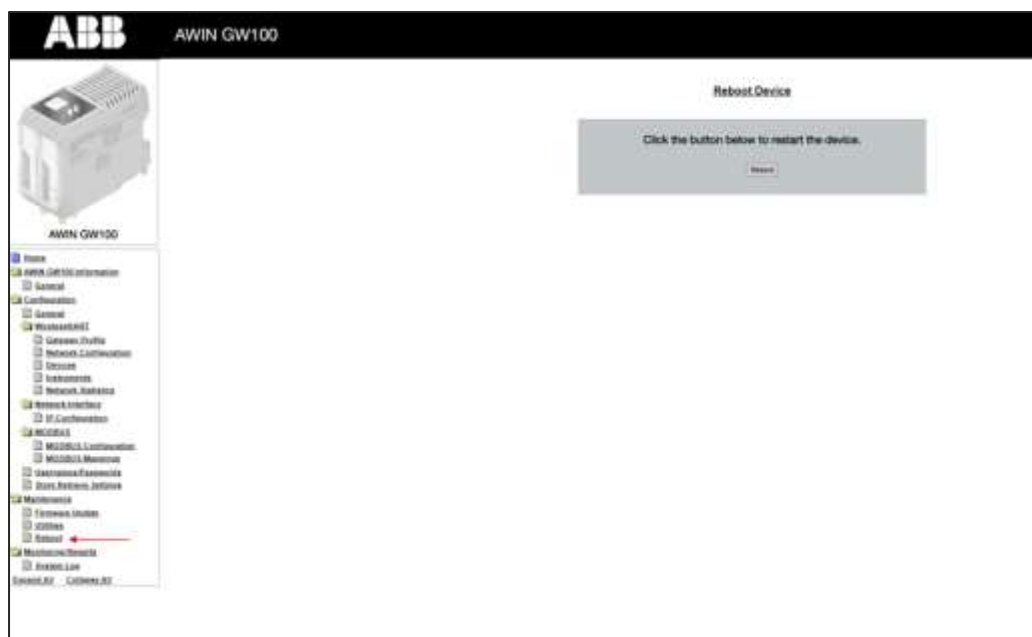 ABB
AWIN GW100
Reboot Device
Click the button below to restart the device.
Reboot
AWIN GW100
Home
AWIN GW100 Information
General
Configuration
General
WirelessHART
Gateway Profile
Network Configuration
Devices
Instruments
Network Statistics
Network Interface
IP Configuration
MODBUS
MODBUS Configuration
MODBUS Mappings
Usernames/Passwords
Store Retrieve Settings
Maintenance
Firmware Update
Utilities
Reboot
Monitoring/Reports
System Log
Expand All Collapse All